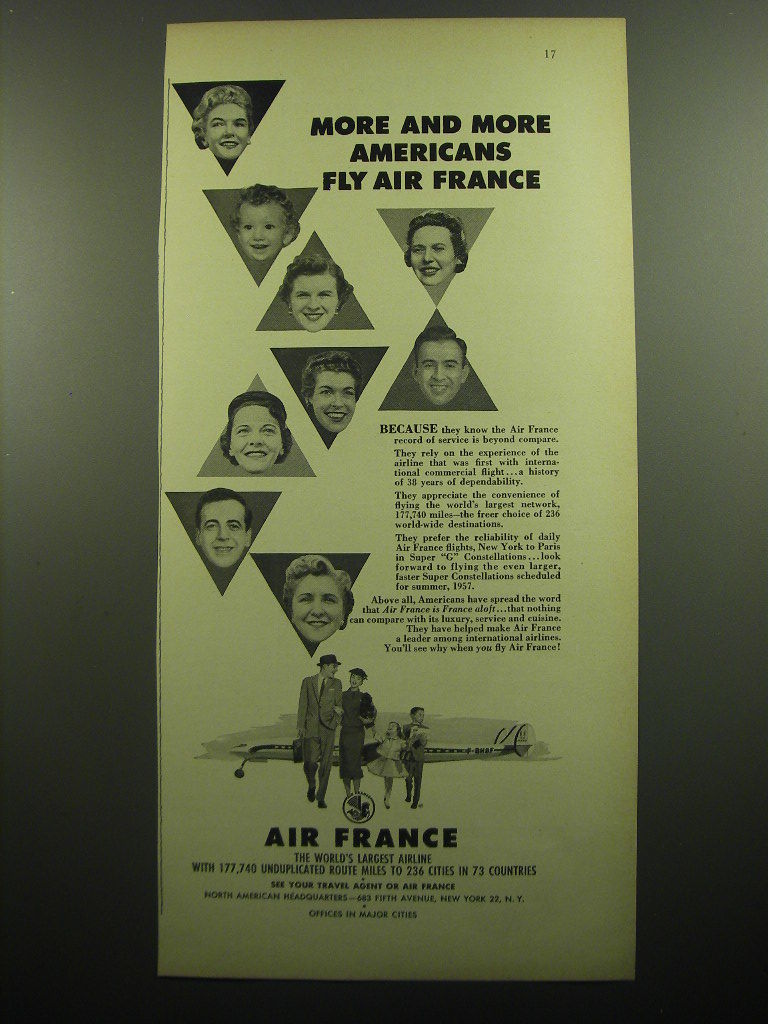 17
MORE AND MORE
AMERICANS
FLY AIR FRANCE
BECAUSE they know the Air France
record of service is beyond compare.
They rely on the experience of the
airline that was first with interna-
tional commercial flight...a history
of 38 years of dependability.
They appreciate the convenience of
flying the world's largest network,
177,740 miles—the freer choice of 236
world-wide destinations.
They prefer the reliability of daily
Air France flights, New York to Paris
in Super "G" Constellations...look
forward to flying the even larger,
faster Super Constellations scheduled
for summer, 1957.
Above all, Americans have spread the word
that Air France is France aloft...that nothing
can compare with its luxury, service and cuisine.
They have helped make Air France
a leader among international airlines.
You'll see why when you fly Air France!
F-BHBF
AIR FRANCE
THE WORLD'S LARGEST AIRLINE
WITH 177,740 UNDUPLICATED ROUTE MILES TO 236 CITIES IN 73 COUNTRIES
SEE YOUR TRAVEL AGENT OR AIR FRANCE
NORTH AMERICAN HEADQUARTERS—683 FIFTH AVENUE, NEW YORK 22, N. Y.
OFFICES IN MAJOR CITIES